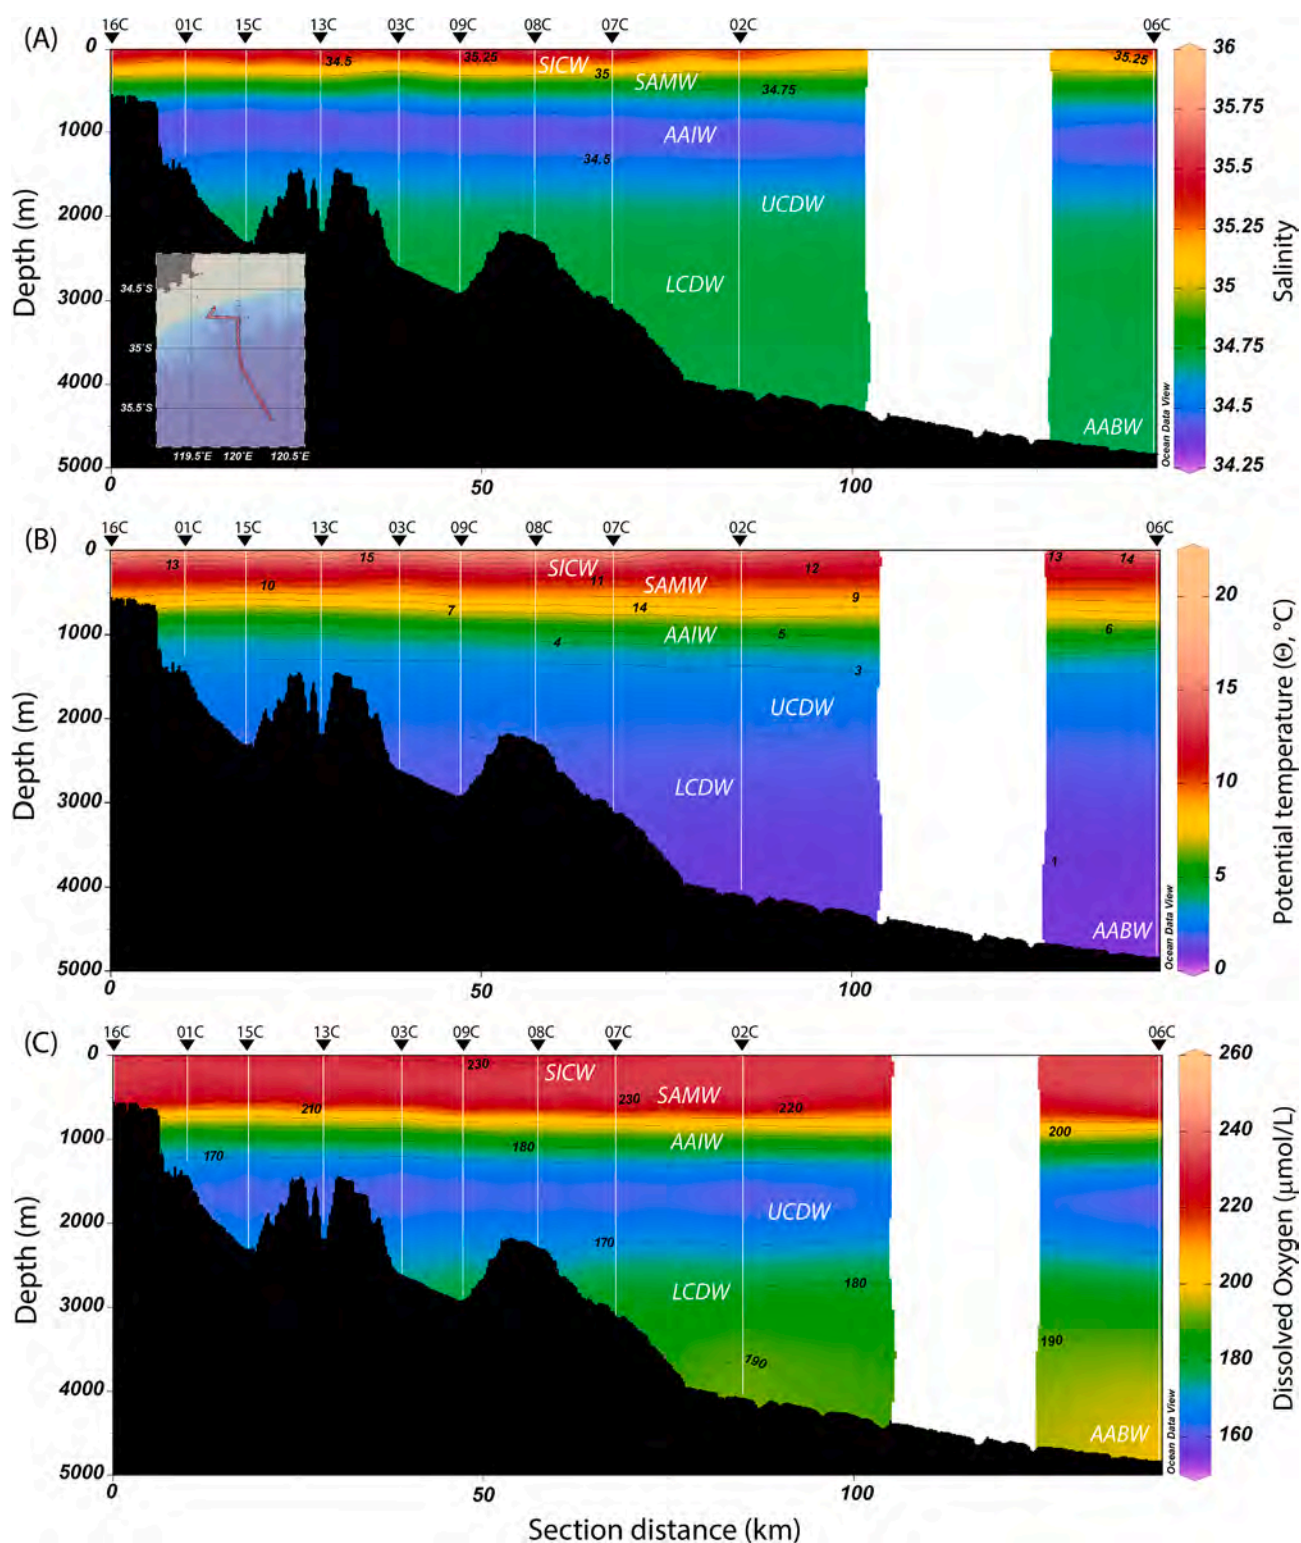 16C 01C 15C 13C 03C 09C 08C 07C 02C 06C
(A)
0
1000
2000
3000
4000
5000
Depth (m)
34.5 35.25 SICW 35 SAMW 34.75 35.25
AAIW
34.5
UCDW
LCDW
AABW
34.5°S
35°S
35.5°S
119.5°E 120°E 120.5°E
Ocean Data View
0 50 100
36
35.75
35.5
35.25
35
34.75
34.5
34.25
Salinity
16C 01C 15C 13C 03C 09C 08C 07C 02C 06C
(B)
0
1000
2000
3000
4000
5000
Depth (m)
13 15 SICW 12 13 14
10 11 SAMW 9
7 14
4 AAIW 5 6
3
UCDW
LCDW
1
AABW
Ocean Data View
0 50 100
20
15
10
5
0
Potential temperature (Θ, °C)
16C 01C 15C 13C 03C 09C 08C 07C 02C 06C
(C)
0
1000
2000
3000
4000
5000
Depth (m)
230 SICW
210 230 SAMW 220
170 180 AAIW 200
UCDW
170
LCDW 180
190 190
AABW
Ocean Data View
0 50 100
260
240
220
200
180
160
Dissolved Oxygen (μmol/L)
Section distance (km)